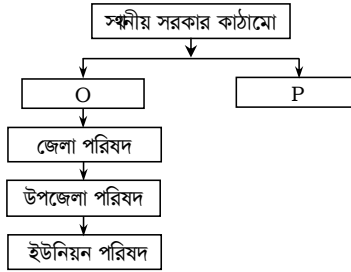 স্থানীয় সরকার কাঠামো
O
P
জেলা পরিষদ
উপজেলা পরিষদ
ইউনিয়ন পরিষদ